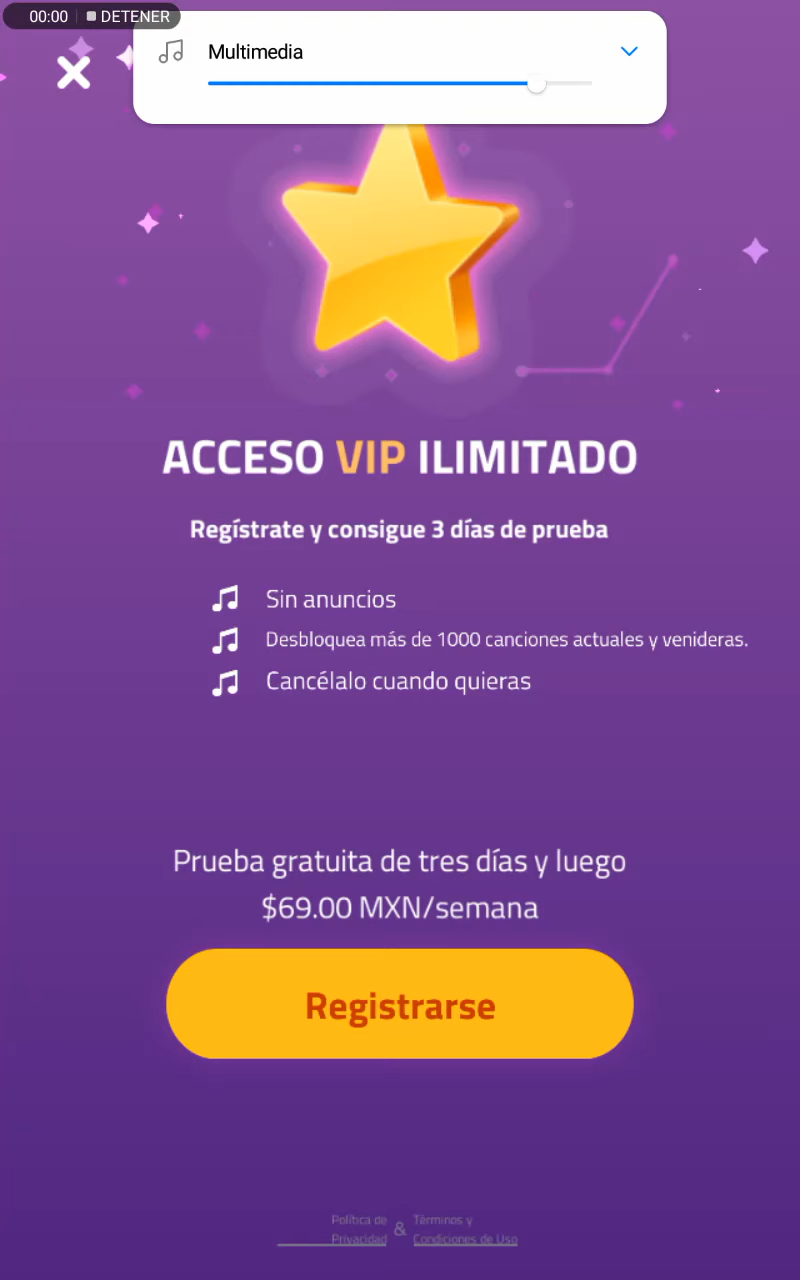 00:00 DETENER
Multimedia
ACCESO VIP ILIMITADO
Regístrate y consigue 3 días de prueba
Sin anuncios
Desbloquea más de 1000 canciones actuales y venideras.
Cancélalo cuando quieras
Prueba gratuita de tres días y luego
$69.00 MXN/semana
Registrarse
Política de
Privacidad
&
Términos y
Condiciones de Uso